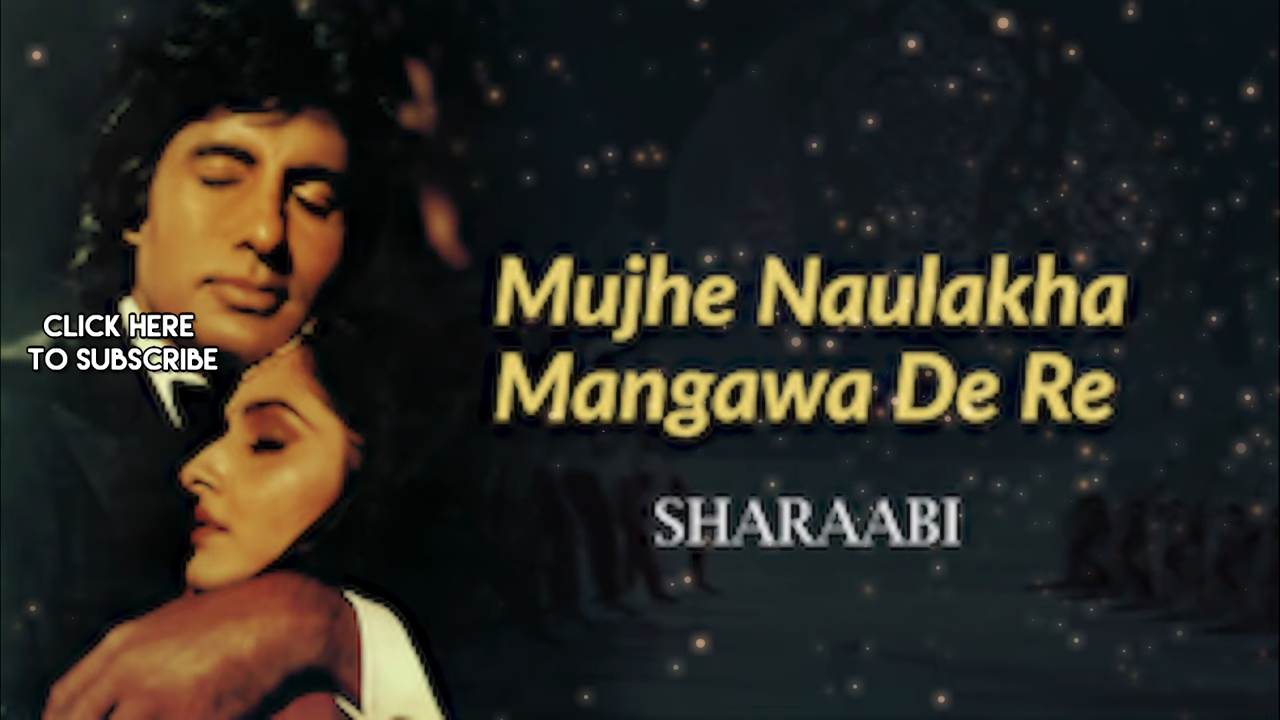 CLICK HERE
TO SUBSCRIBE
Mujhe Naulakha
Mangawa De Re
SHARAABI